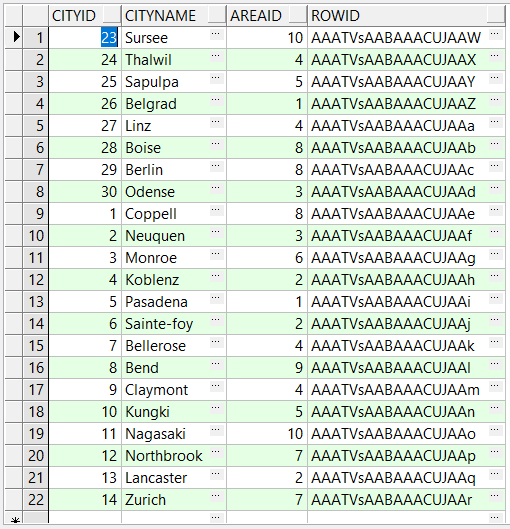 CITYID CITYNAME AREAID ROWID
1 23 Sursee ... 10 AAATVsAABAAACUJAAW ...
2 24 Thalwil ... 4 AAATVsAABAAACUJAAX ...
3 25 Sapulpa ... 5 AAATVsAABAAACUJAAY ...
4 26 Belgrad ... 1 AAATVsAABAAACUJAAZ ...
5 27 Linz ... 4 AAATVsAABAAACUJAAa ...
6 28 Boise ... 8 AAATVsAABAAACUJAAb ...
7 29 Berlin ... 8 AAATVsAABAAACUJAAc ...
8 30 Odense ... 3 AAATVsAABAAACUJAAd ...
9 1 Coppell ... 8 AAATVsAABAAACUJAAe ...
10 2 Neuquen ... 3 AAATVsAABAAACUJAAf ...
11 3 Monroe ... 6 AAATVsAABAAACUJAAg ...
12 4 Koblenz ... 2 AAATVsAABAAACUJAAh ...
13 5 Pasadena ... 1 AAATVsAABAAACUJAAi ...
14 6 Sainte-foy ... 2 AAATVsAABAAACUJAAj ...
15 7 Bellerose ... 4 AAATVsAABAAACUJAAk ...
16 8 Bend ... 9 AAATVsAABAAACUJAAl ...
17 9 Claymont ... 4 AAATVsAABAAACUJAAm ...
18 10 Kungki ... 5 AAATVsAABAAACUJAAn ...
19 11 Nagasaki ... 10 AAATVsAABAAACUJAAo ...
20 12 Northbrook ... 7 AAATVsAABAAACUJAAp ...
21 13 Lancaster ... 2 AAATVsAABAAACUJAAq ...
22 14 Zurich ... 7 AAATVsAABAAACUJAAr ...
* ... ...